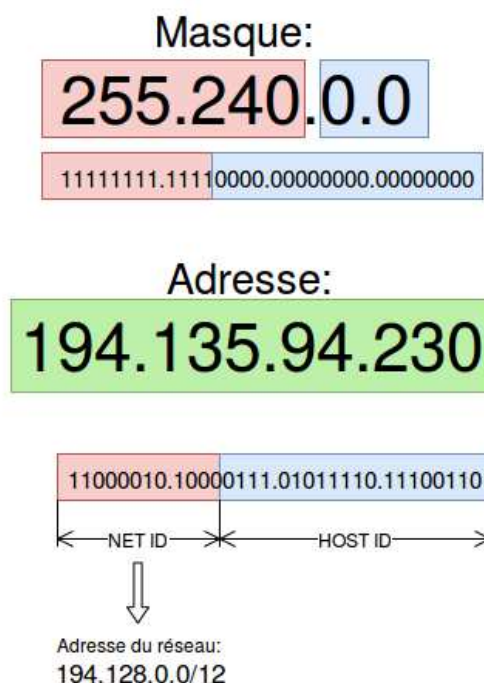 Masque:
255.240.0.0
11111111.11110000.00000000.00000000
Adresse:
194.135.94.230
11000010.10000111.01011110.11100110
NET ID HOST ID
Adresse du réseau:
194.128.0.0/12